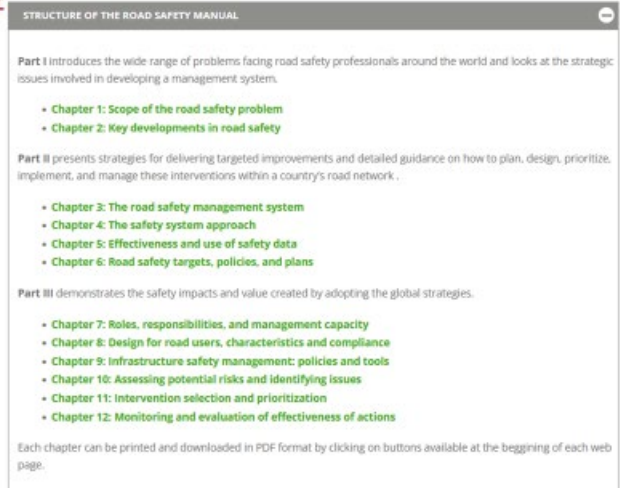 STRUCTURE OF THE ROAD SAFETY MANUAL
Part I introduces the wide range of problems facing road safety professionals around the world and looks at the strategic
issues involved in developing a management system.
• Chapter 1: Scope of the road safety problem
• Chapter 2: Key developments in road safety
Part II presents strategies for delivering targeted improvements and detailed guidance on how to plan, design, prioritize,
implement, and manage these interventions within a country's road network .
• Chapter 3: The road safety management system
• Chapter 4: The safety system approach
• Chapter 5: Effectiveness and use of safety data
• Chapter 6: Road safety targets, policies, and plans
Part III demonstrates the safety impacts and value created by adopting the global strategies.
• Chapter 7: Roles, responsibilities, and management capacity
• Chapter 8: Design for road users, characteristics and compliance
• Chapter 9: Infrastructure safety management: policies and tools
• Chapter 10: Assessing potential risks and identifying issues
• Chapter 11: Intervention selection and prioritization
• Chapter 12: Monitoring and evaluation of effectiveness of actions
Each chapter can be printed and downloaded in PDF format by clicking on buttons available at the beggining of each web
page.